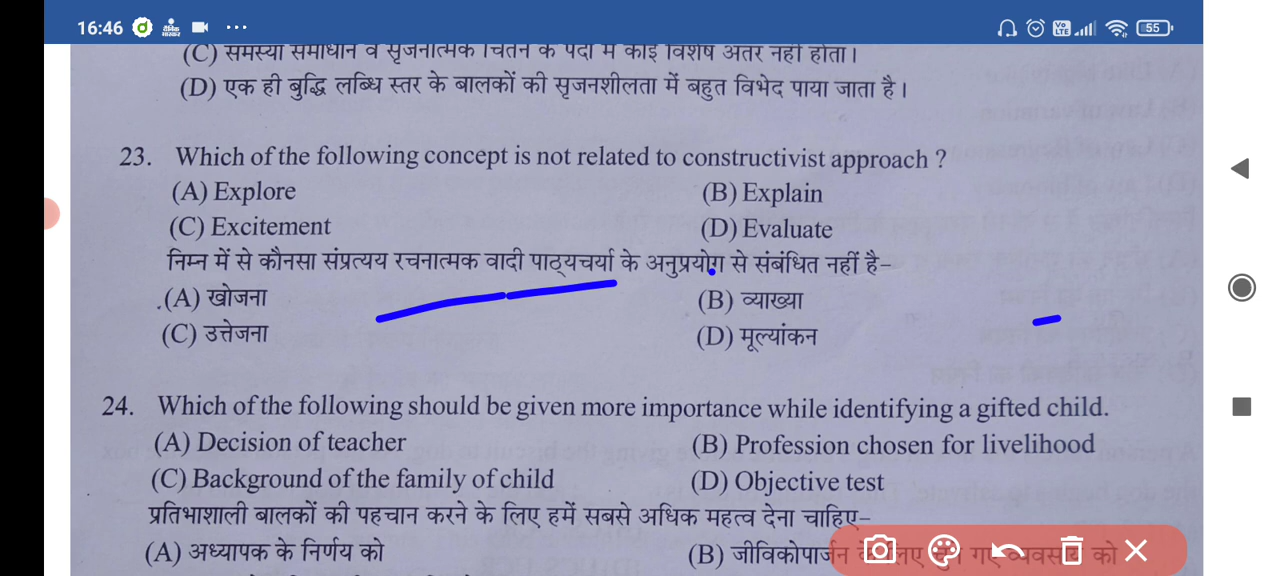 16:46
55
(C) समस्या समाधान व सृजनात्मक चिंतन के पदों में कोई विशेष अंतर नहीं होता।
(D) एक ही बुद्धि लब्धि स्तर के बालकों की सृजनशीलता में बहुत विभेद पाया जाता है।
23. Which of the following concept is not related to constructivist approach ?
(A) Explore (B) Explain
(C) Excitement (D) Evaluate
निम्न में से कौनसा संप्रत्यय रचनात्मक वादी पाठ्यचर्या के अनुप्रयोग से संबंधित नहीं है–
(A) खोजना (B) व्याख्या
(C) उत्तेजना (D) मूल्यांकन
24. Which of the following should be given more importance while identifying a gifted child.
(A) Decision of teacher (B) Profession chosen for livelihood
(C) Background of the family of child (D) Objective test
प्रतिभाशाली बालकों की पहचान करने के लिए हमें सबसे अधिक महत्व देना चाहिए–
(A) अध्यापक के निर्णय को (B) जीविकोपार्जन के लिए चुने गए व्यवसाय को